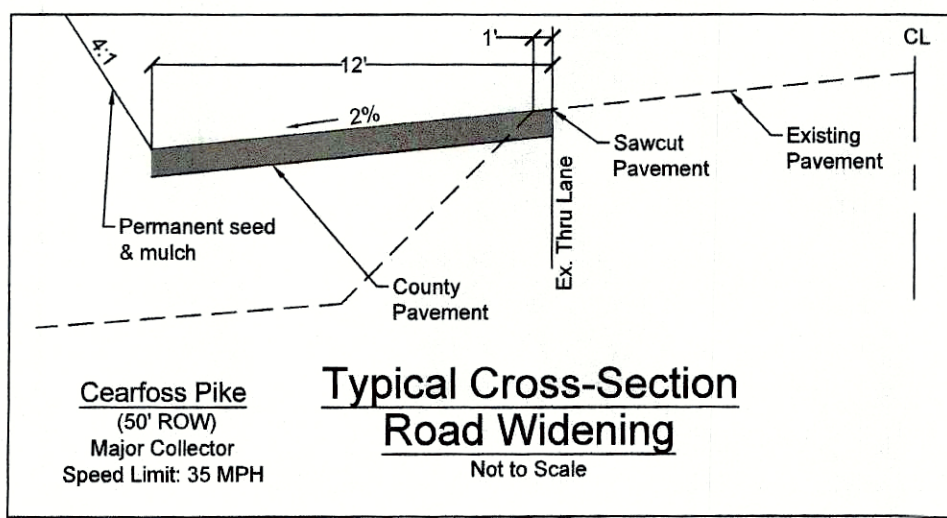 4:1
12'
1'
CL
2%
Sawcut
Pavement
Existing
Pavement
Permanent seed
& mulch
County
Pavement
Ex. Thru Lane
Cearfoss Pike
(50' ROW)
Major Collector
Speed Limit: 35 MPH
Typical Cross-Section
Road Widening
Not to Scale